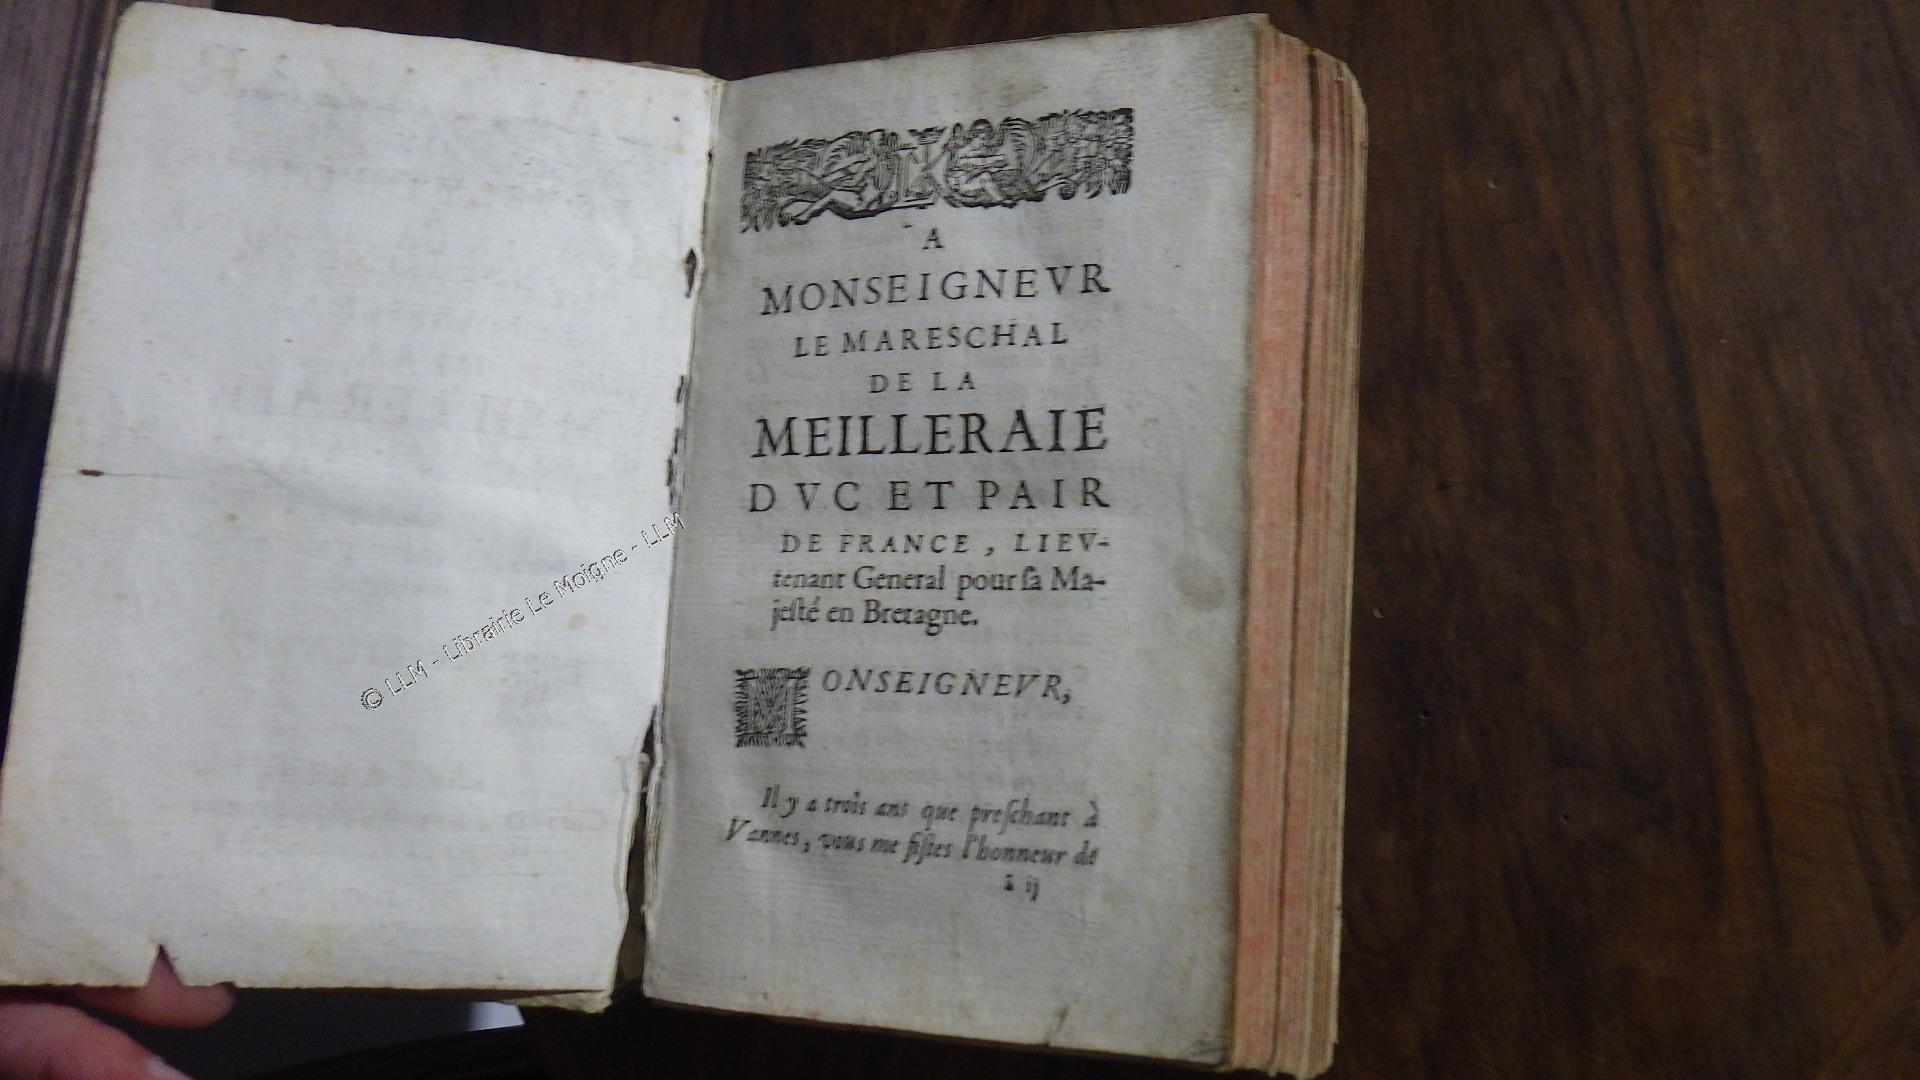 A
MONSEIGNEVR
LE MARESCHAL
DE LA
MEILLERAIE
DVC ET PAIR
DE FRANCE, LIEV-
tenant General pour ſa Ma-
jeſté en Bretagne.
MONSEIGNEVR,
Il y a trois ans que preſchant à
Vannes, vous me fiſtes l'honneur de
ã ij
© LLM - Librairie Le Moigne - LLM